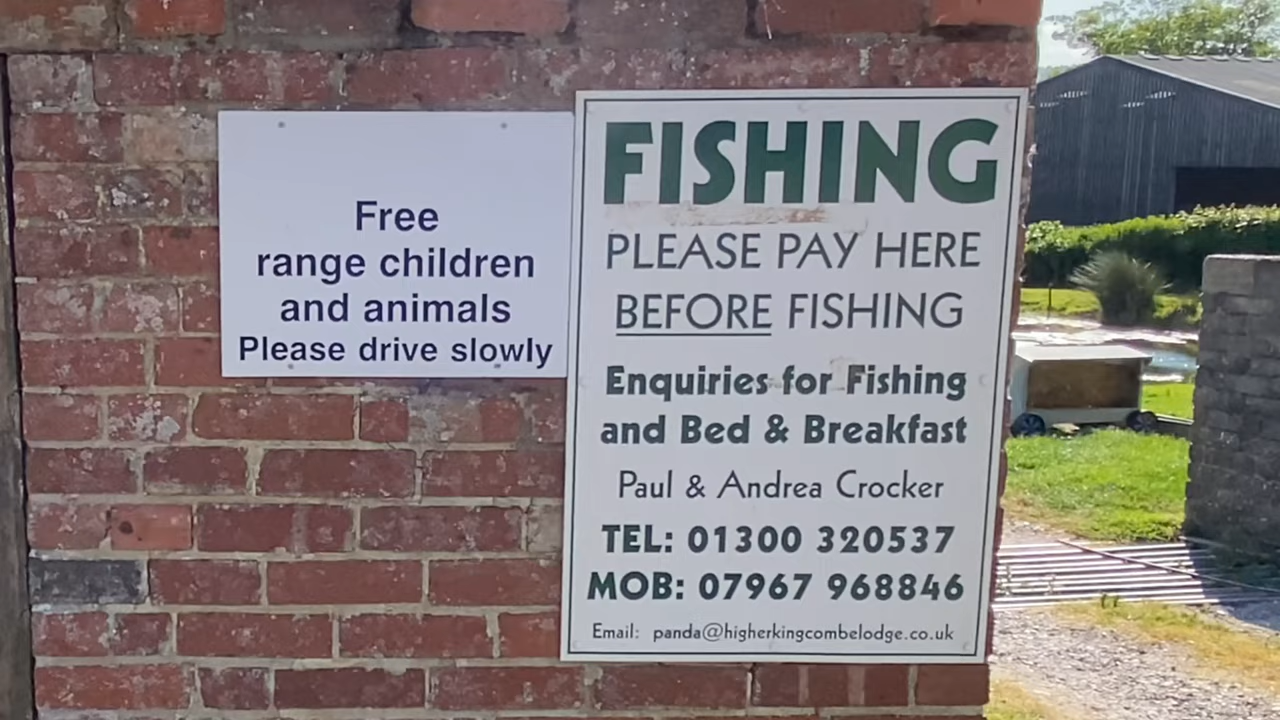 Free
range children
and animals
Please drive slowly
FISHING
PLEASE PAY HERE
BEFORE FISHING
Enquiries for Fishing
and Bed & Breakfast
Paul & Andrea Crocker
TEL: 01300 320537
MOB: 07967 968846
Email: panda@higherkingcombelodge.co.uk